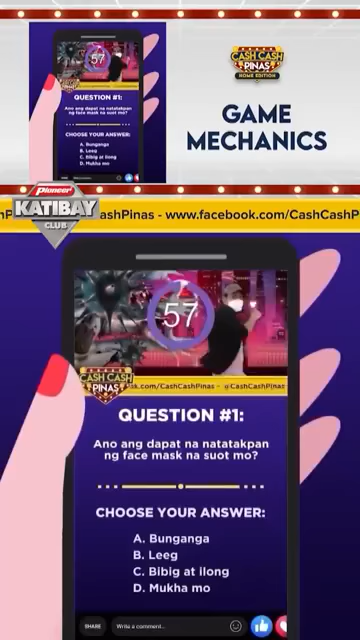 57
QUESTION #1:
Ano ang dapat na natatakpan
ng face mask na suot mo?
CHOOSE YOUR ANSWER:
A. Bunganga
B. Leeg
C. Bibig at ilong
D. Mukha mo
CASH CASH
PINAS
HOME EDITION
GAME
MECHANICS
Pioneer
KATIBAY
CLUB
ashPinas - www.facebook.com/CashCashP
57
CASH CASH
PINAS
k.com/CashCashPinas - @CashCashPinas
QUESTION #1:
Ano ang dapat na natatakpan
ng face mask na suot mo?
CHOOSE YOUR ANSWER:
A. Bunganga
B. Leeg
C. Bibig at ilong
D. Mukha mo
SHARE Write a comment...